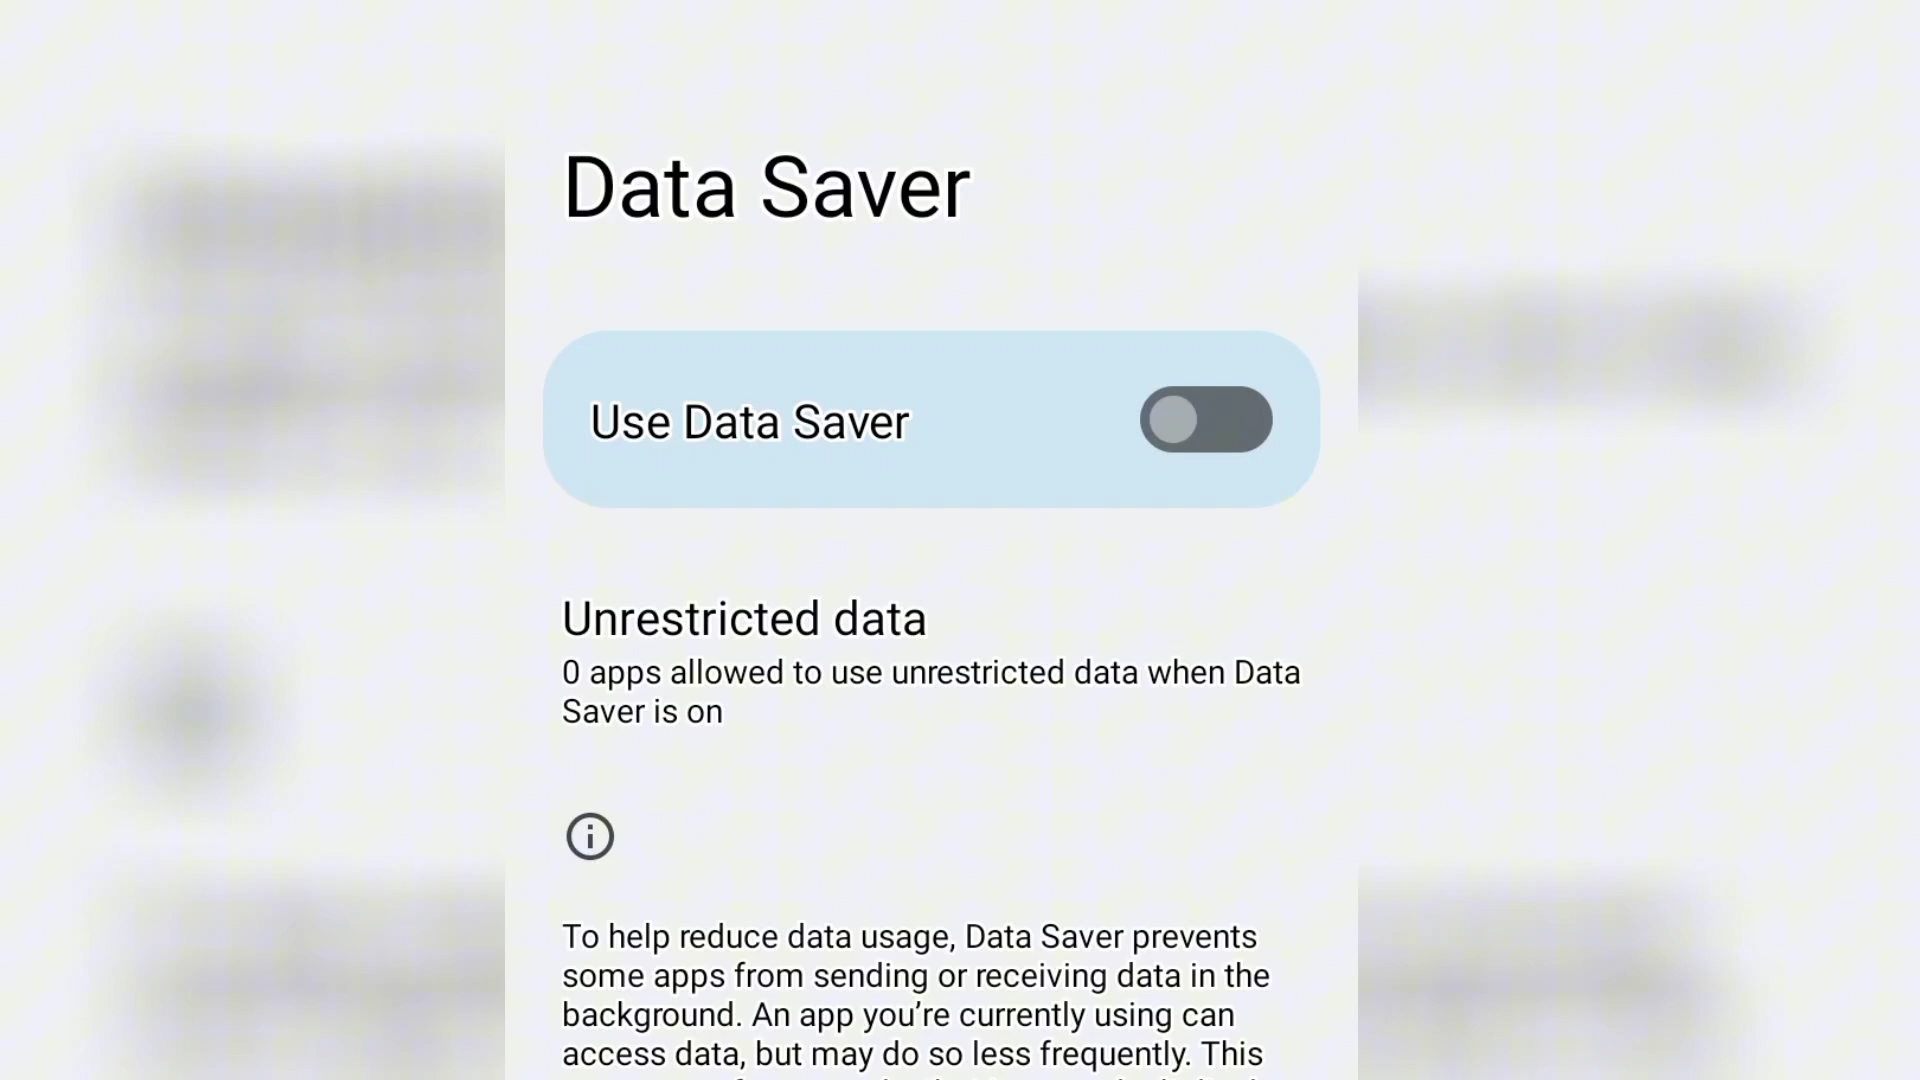 Data Saver
Use Data Saver
Unrestricted data
0 apps allowed to use unrestricted data when Data
Saver is on
To help reduce data usage, Data Saver prevents
some apps from sending or receiving data in the
background. An app you’re currently using can
access data, but may do so less frequently. This